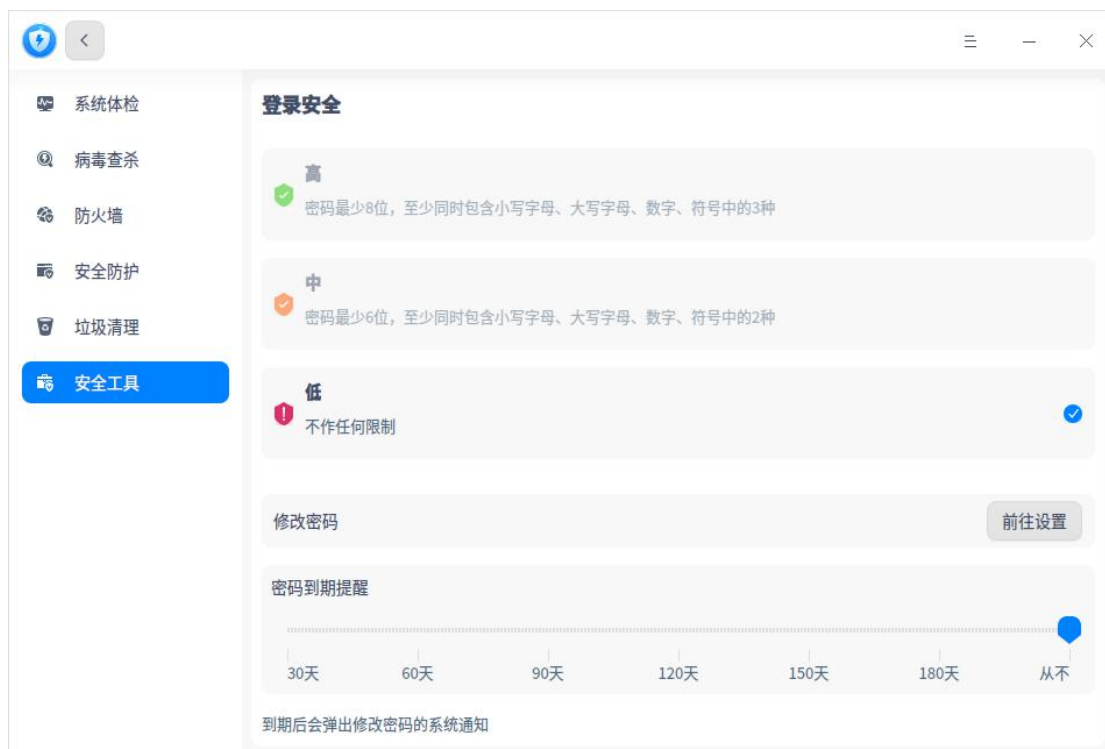 系统体检
病毒查杀
防火墙
安全防护
垃圾清理
安全工具
登录安全
高
密码最少8位，至少同时包含小写字母、大写字母、数字、符号中的3种
中
密码最少6位，至少同时包含小写字母、大写字母、数字、符号中的2种
低
不作任何限制
修改密码
前往设置
密码到期提醒
30天 60天 90天 120天 150天 180天 从不
到期后会弹出修改密码的系统通知